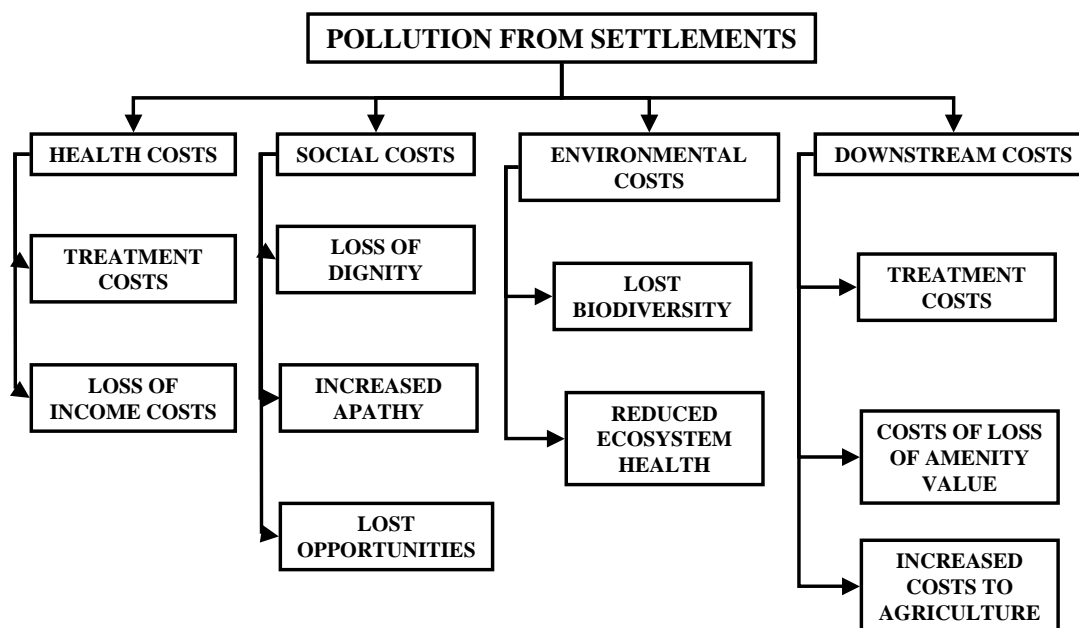 POLLUTION FROM SETTLEMENTS
HEALTH COSTS
TREATMENT
COSTS
LOSS OF
INCOME COSTS
SOCIAL COSTS
LOSS OF
DIGNITY
INCREASED
APATHY
LOST
OPPORTUNITIES
ENVIRONMENTAL
COSTS
LOST
BIODIVERSITY
REDUCED
ECOSYSTEM
HEALTH
DOWNSTREAM COSTS
TREATMENT
COSTS
COSTS OF LOSS
OF AMENITY
VALUE
INCREASED
COSTS TO
AGRICULTURE